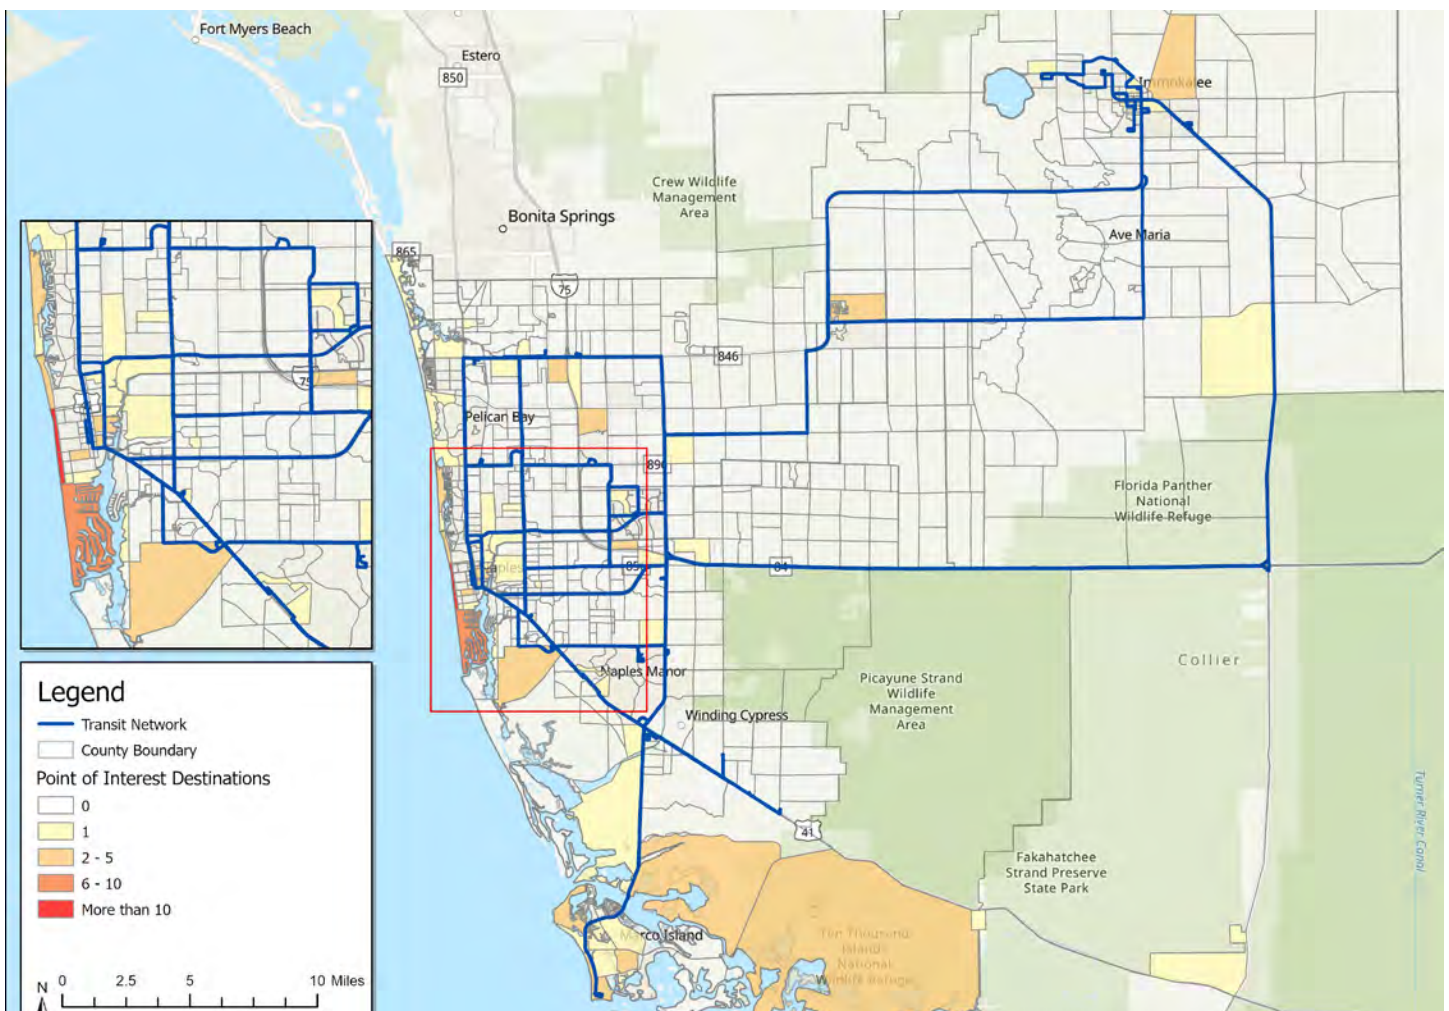 Fort Myers Beach
Estero
850
Immokalee
Crew Wildlife
Management
Area
Bonita Springs
Ave Maria
865
75
846
75
Pelican Bay
896
Florida Panther
National
Wildlife Refuge
Naples
85
84
Collier
Naples Manor
Picayune Strand
Wildlife
Management
Area
Winding Cypress
41
Turner River Canal
Fakahatchee
Strand Preserve
State Park
Marco Island
Ten Thousand
Islands
National
Wildlife Refuge
Legend
Transit Network
County Boundary
Point of Interest Destinations
0
1
2 - 5
6 - 10
More than 10
N
0 2.5 5 10 Miles